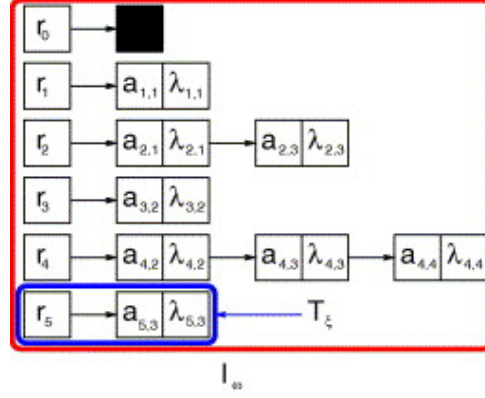 r₀
r₁ a₁,₁ λ₁,₁
r₂ a₂.₁ λ₂.₁ a₂,₃ λ₂,₃
r₃ a₃,₂ λ₃,₂
r₄ a₄,₂ λ₄,₂ a₄,₃ λ₄,₃ a₄,₄ λ₄,₄
r₅ a₅,₃ λ₅,₃ T_ξ
I_ω